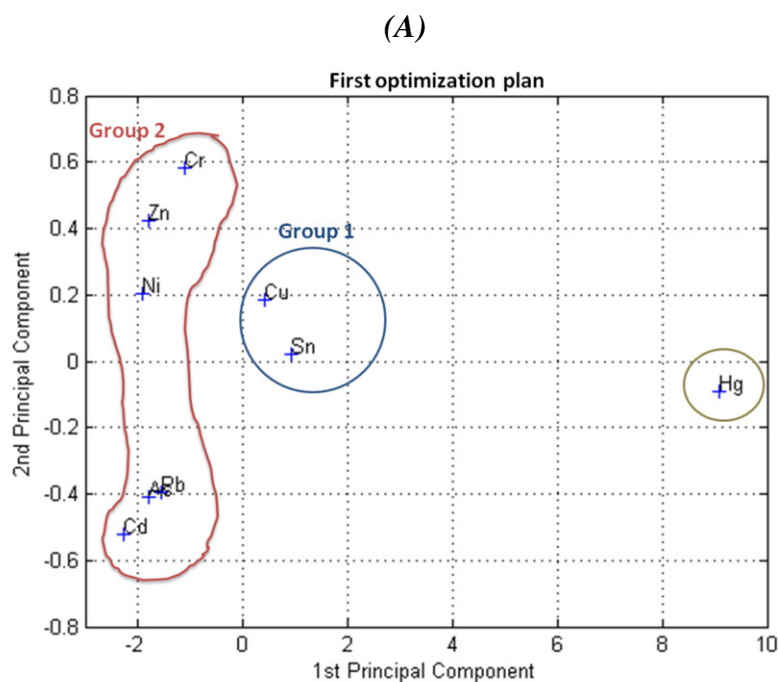 (A)
First optimization plan
0.8
0.6
0.4
0.2
0
-0.2
-0.4
-0.6
-0.8
2nd Principal Component
Group 2
Cr
Zn
Ni
Group 1
Cu
Sn
Hg
Pb
Cd
-2
0
2
4
6
8
10
1st Principal Component